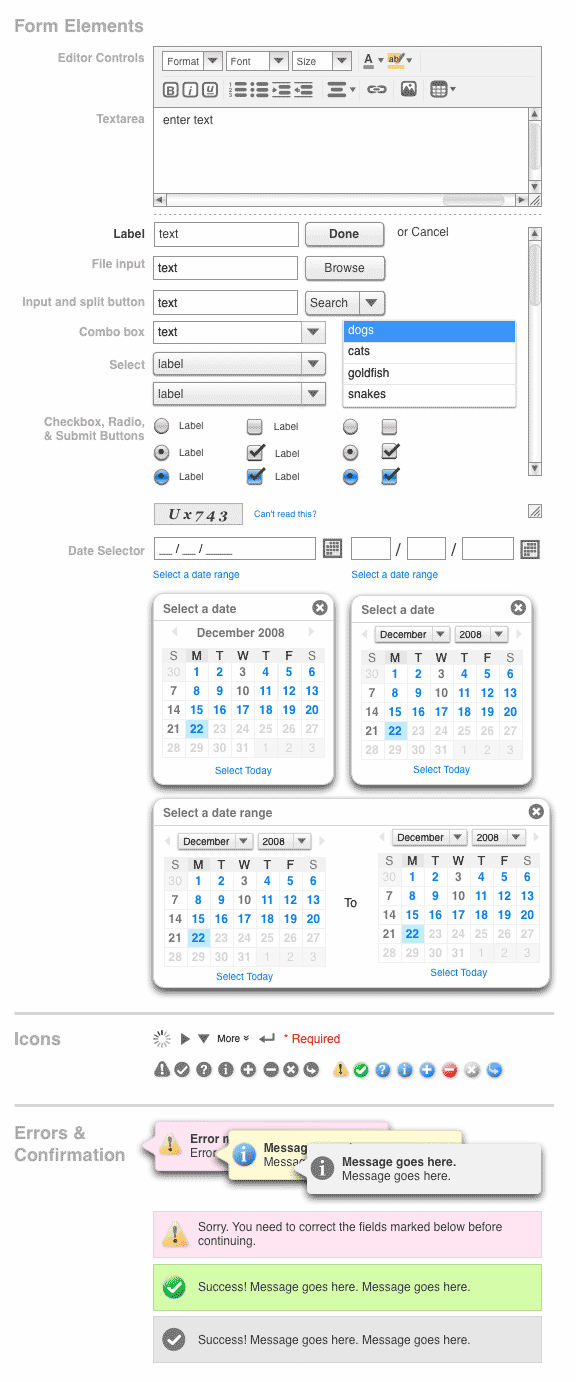 Form Elements
Editor Controls
Format Font Size A ab
B i u 1 2 3
Textarea
enter text
Label text Done or Cancel
File input text Browse
Input and split button text Search
Combo box text
dogs
cats
goldfish
snakes
Select label
label
Checkbox, Radio,
& Submit Buttons
Label Label
Label Label
Label Label
Ux743 Can't read this?
Date Selector __ / __ / ____ / /
Select a date range Select a date range
Select a date
December 2008
S M T W T F S
30 1 2 3 4 5 6
7 8 9 10 11 12 13
14 15 16 17 18 19 20
21 22 23 24 25 26 27
28 29 30 31 1 2 3
Select Today
Select a date
December 2008
S M T W T F S
30 1 2 3 4 5 6
7 8 9 10 11 12 13
14 15 16 17 18 19 20
21 22 23 24 25 26 27
28 29 30 31 1 2 3
Select Today
Select a date range
December 2008
S M T W T F S
30 1 2 3 4 5 6
7 8 9 10 11 12 13
14 15 16 17 18 19 20
21 22 23 24 25 26 27
28 29 30 31 1 2 3
Select Today
To
December 2008
S M T W T F S
30 1 2 3 4 5 6
7 8 9 10 11 12 13
14 15 16 17 18 19 20
21 22 23 24 25 26 27
28 29 30 31 1 2 3
Select Today
Icons
More * Required
Errors &
Confirmation
Error
Error
Messag
Messag
Message goes here.
Message goes here.
Sorry. You need to correct the fields marked below before
continuing.
Success! Message goes here. Message goes here.
Success! Message goes here. Message goes here.